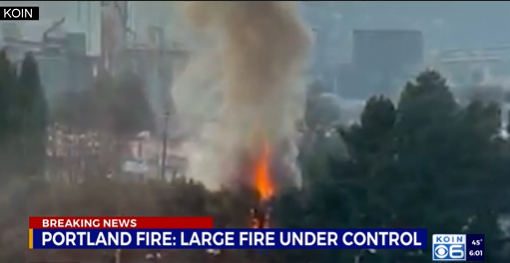 KOIN
BREAKING NEWS
PORTLAND FIRE: LARGE FIRE UNDER CONTROL
KOIN
6
45°
6:01